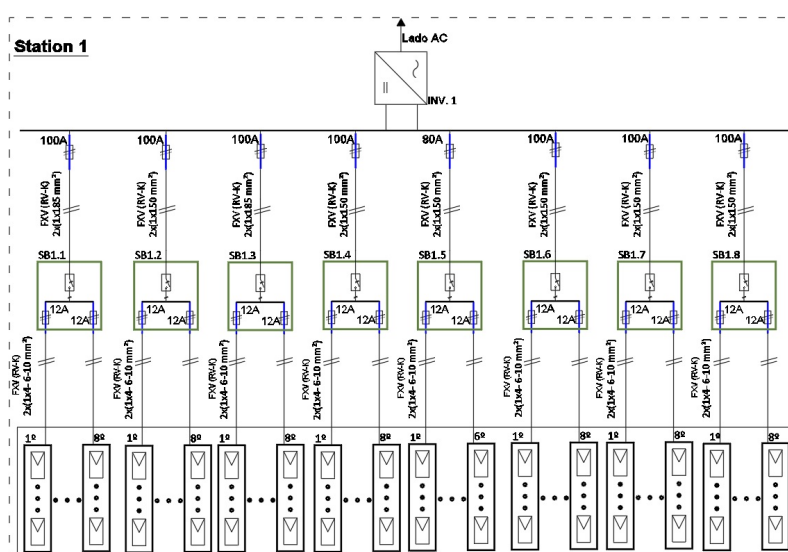 Station 1
Lado AC
INV. 1
100A 100A 100A 100A 80A 100A 100A 100A
FXV (RV-K) 2x(1x185 mm²
FXV (RV-K) 2x(1x150 mm²
FXV (RV-K) 2x(1x185 mm²
FXV (RV-K) 2x(1x150 mm²
FXV (RV-K) 2x(1x150 mm²
FXV (RV-K) 2x(1x150 mm²
FXV (RV-K) 2x(1x150 mm²
FXV (RV-K) 2x(1x150 mm²
SB1.1 SB1.2 SB1.3 SB1.4 SB1.5 SB1.6 SB1.7 SB1.8
12A 12A 12A 12A 12A 12A 12A 12A
12A 12A 12A 12A 12A 12A 12A 12A
FXV (RV-K) 2x(1x4- 6-10 mm²
FXV (RV-K) 2x(1x4- 6-10 mm²
FXV (RV-K) 2x(1x4- 6-10 mm²
FXV (RV-K) 2x(1x4- 6-10 mm²
FXV (RV-K) 2x(1x4- 6-10 mm²
FXV (RV-K) 2x(1x4- 6-10 mm²
FXV (RV-K) 2x(1x4- 6-10 mm²
FXV (RV-K) 2x(1x4- 6-10 mm²
1º 8º 1º 8º 1º 8º 1º 8º 1º 6º 1º 8º 1º 8º 1º 8º